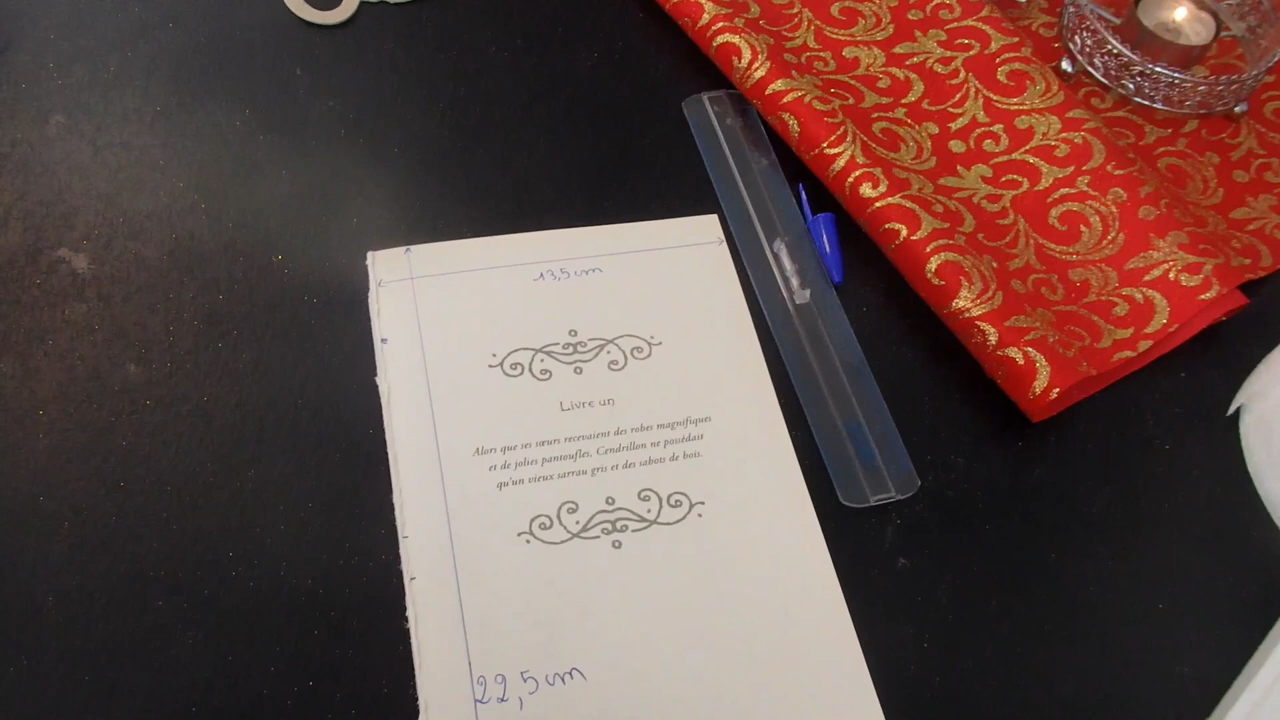 13,5 cm
Livre un
Alors que ses sœurs recevaient des robes magnifiques
et de jolies pantoufles, Cendrillon ne possédait
qu'un vieux sarrau gris et des sabots de bois.
22,5 cm